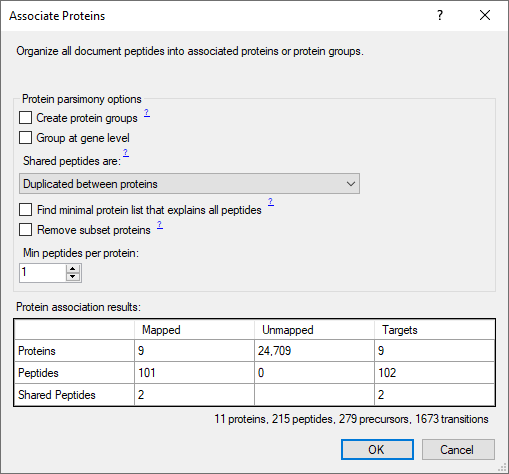 Associate Proteins
?
Organize all document peptides into associated proteins or protein groups.
Protein parsimony options
Create protein groups ?
Group at gene level
Shared peptides are: ?
Duplicated between proteins
Find minimal protein list that explains all peptides ?
Remove subset proteins ?
Min peptides per protein:
1
Protein association results:
Mapped Unmapped Targets
Proteins 9 24,709 9
Peptides 101 0 102
Shared Peptides 2 2
11 proteins, 215 peptides, 279 precursors, 1673 transitions
OK Cancel